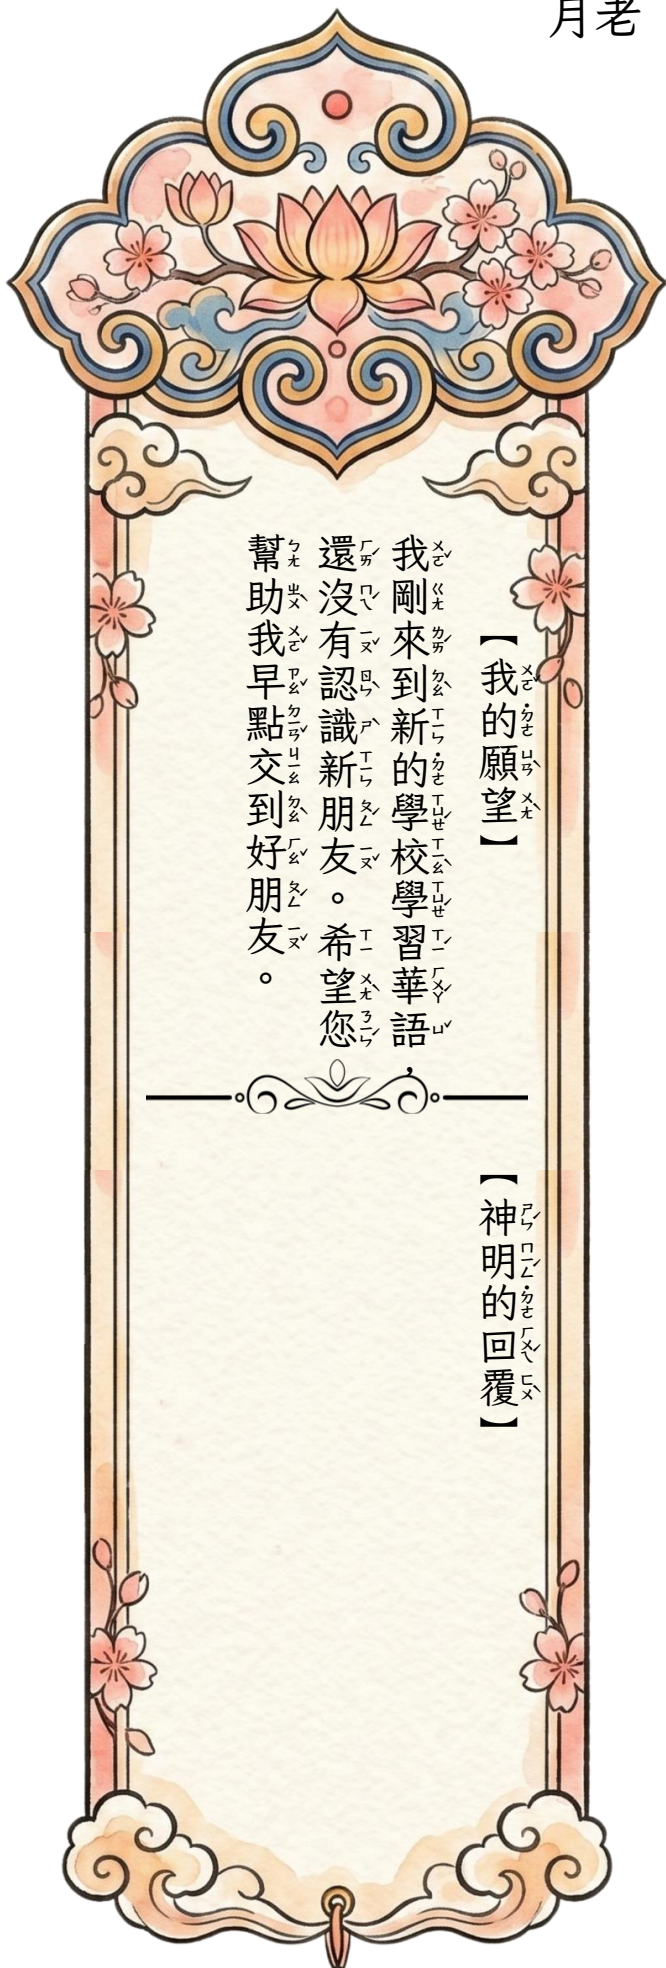 月老
【我的願望】
我剛來到新的學校學習華語，
還沒有認識新朋友。希望您
幫助我早點交到好朋友。
【神明的回覆】